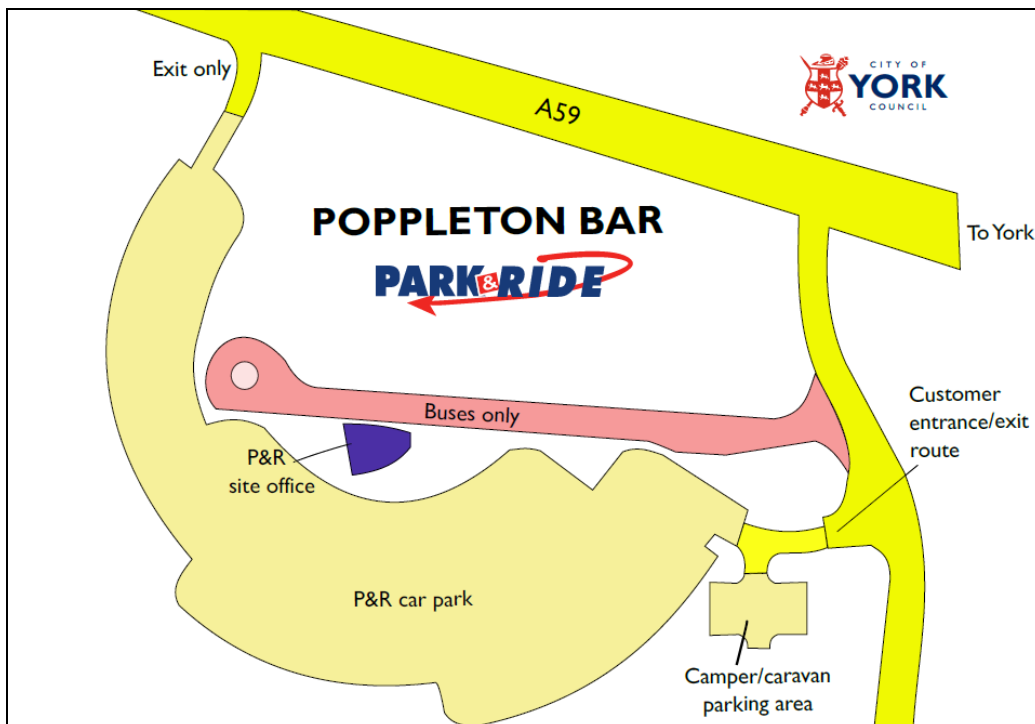 Exit only
CITY OF
YORK
COUNCIL
A59
POPPLETON BAR
To York
PARK & RIDE
Customer
entrance/exit
route
Buses only
P&R
site office
P&R car park
Camper/caravan
parking area